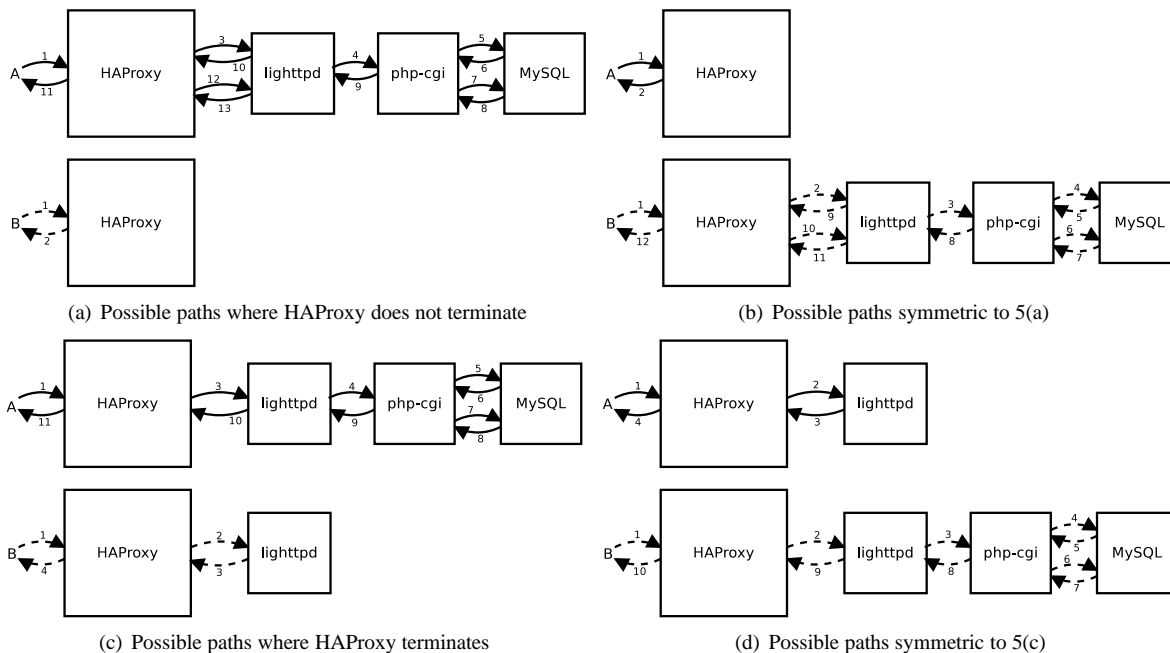 A
1
11
HAProxy
3
10
12
13
lighttpd
4
9
php-cgi
5
6
7
8
MySQL
B
1
2
HAProxy
(a) Possible paths where HAProxy does not terminate
A
1
2
HAProxy
B
1
12
HAProxy
2
9
10
11
lighttpd
3
8
php-cgi
4
5
6
7
MySQL
(b) Possible paths symmetric to 5(a)
A
1
11
HAProxy
3
10
lighttpd
4
9
php-cgi
5
6
7
8
MySQL
B
1
4
HAProxy
2
3
lighttpd
(c) Possible paths where HAProxy terminates
A
1
4
HAProxy
2
3
lighttpd
B
1
10
HAProxy
2
9
lighttpd
3
8
php-cgi
4
5
6
7
MySQL
(d) Possible paths symmetric to 5(c)